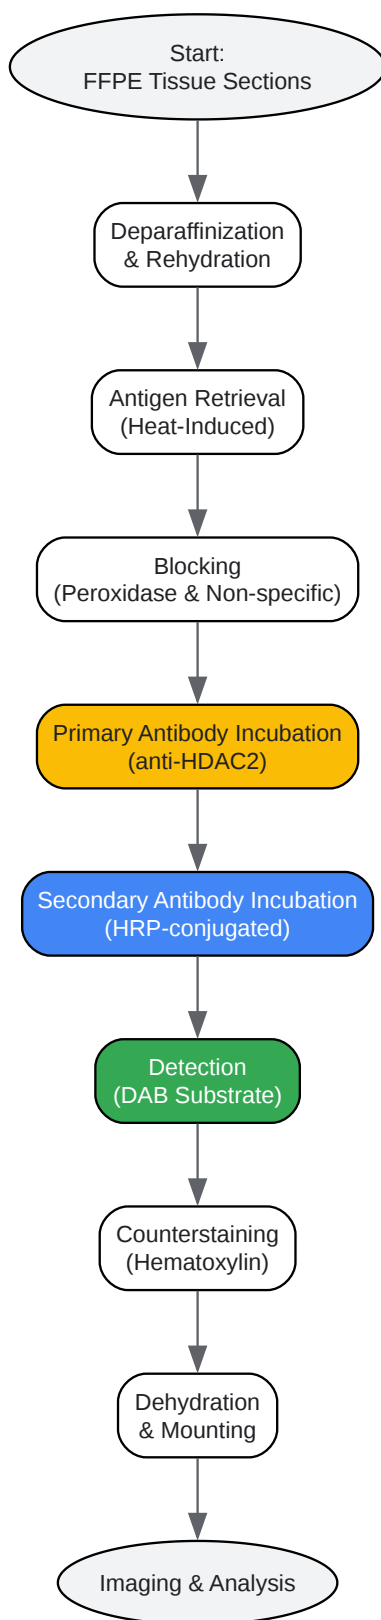 Start:
FFPE Tissue Sections
Deparaffinization
& Rehydration
Antigen Retrieval
(Heat-Induced)
Blocking
(Peroxidase & Non-specific)
Primary Antibody Incubation
(anti-HDAC2)
Secondary Antibody Incubation
(HRP-conjugated)
Detection
(DAB Substrate)
Counterstaining
(Hematoxylin)
Dehydration
& Mounting
Imaging & Analysis